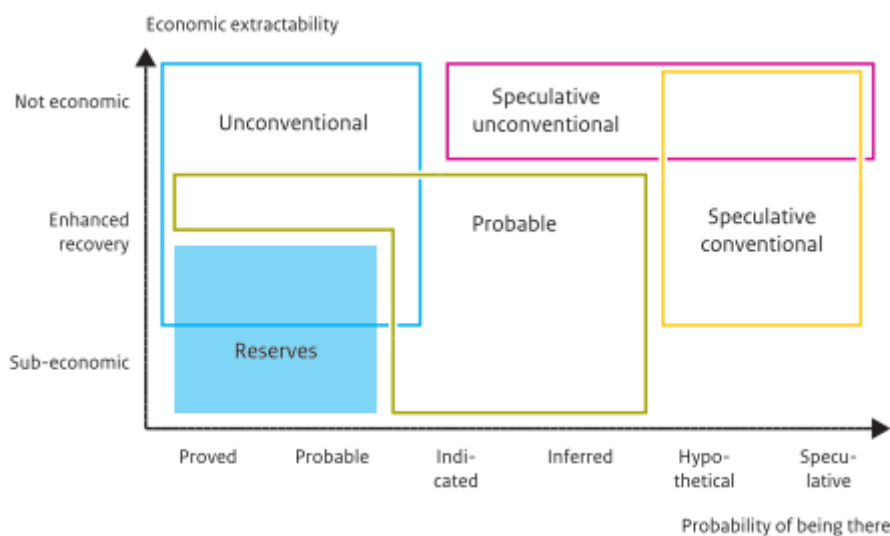 Economic extractability
Not economic
Unconventional
Speculative
unconventional
Enhanced
recovery
Probable
Speculative
conventional
Sub-economic
Reserves
Proved
Probable
Indi-
cated
Inferred
Hypo-
thetical
Specu-
lative
Probability of being there